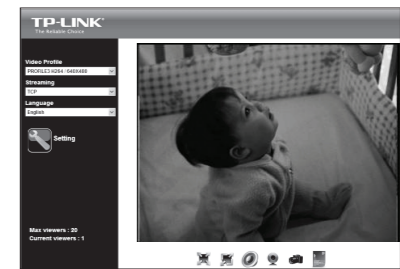 TP-LINK®
The Reliable Choice
Video Profile
PROFILE3 H264 / 640X480
Streaming
TCP
Language
English
Setting
Max viewers : 20
Current viewers : 1